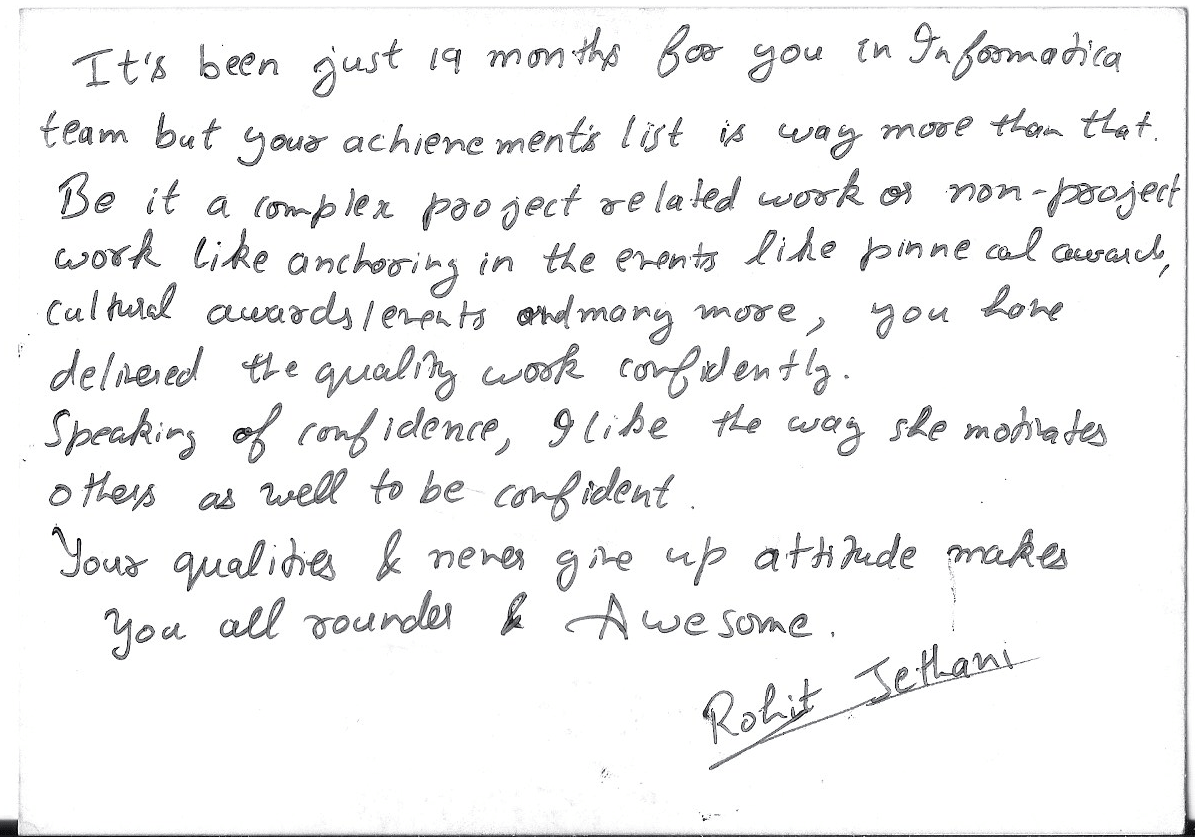 It's been just 19 months for you in Informatica
team but your achievement's list is way more than that.
Be it a complex project related work or non-project
work like anchoring in the events like pinnecal awards,
cultural awards/events and many more, you have
delivered the quality work confidently.
Speaking of confidence, I like the way she motivates
others as well to be confident.
Your qualities & never give up attitude makes
You all rounder & Awesome.
Rohit Jethani